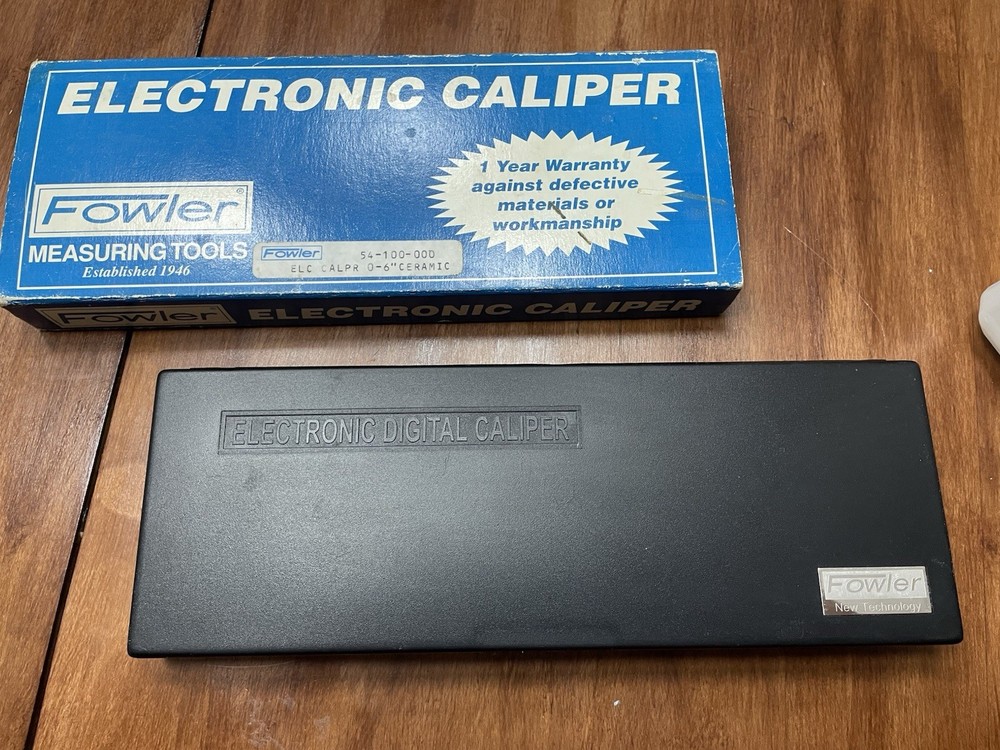 ELECTRONIC CALIPER
1 Year Warranty
against defective
materials or
workmanship
Fowler®
MEASURING TOOLS
Established 1946
Fowler 54-100-000
ELC CALPR 0-6"CERAMIC
Fowler ELECTRONIC CALIPER
ELECTRONIC DIGITAL CALIPER
Fowler
New Technology